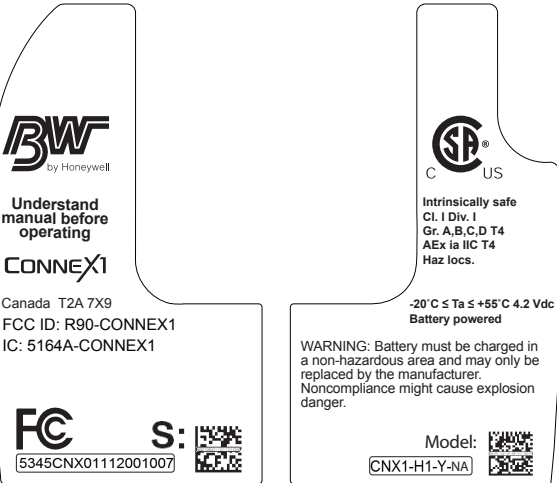 BW
by Honeywell
Understand
manual before
operating
CONNEX1
Canada T2A 7X9
FCC ID: R90-CONNEX1
IC: 5164A-CONNEX1
FC S:
5345CNX01112001007
CSA®
C US
Intrinsically safe
Cl. I Div. I
Gr. A,B,C,D T4
AEx ia IIC T4
Haz locs.
-20˚C ≤ Ta ≤ +55˚C 4.2 Vdc
Battery powered
WARNING: Battery must be charged in
a non-hazardous area and may only be
replaced by the manufacturer.
Noncompliance might cause explosion
danger.
Model:
CNX1-H1-Y-NA